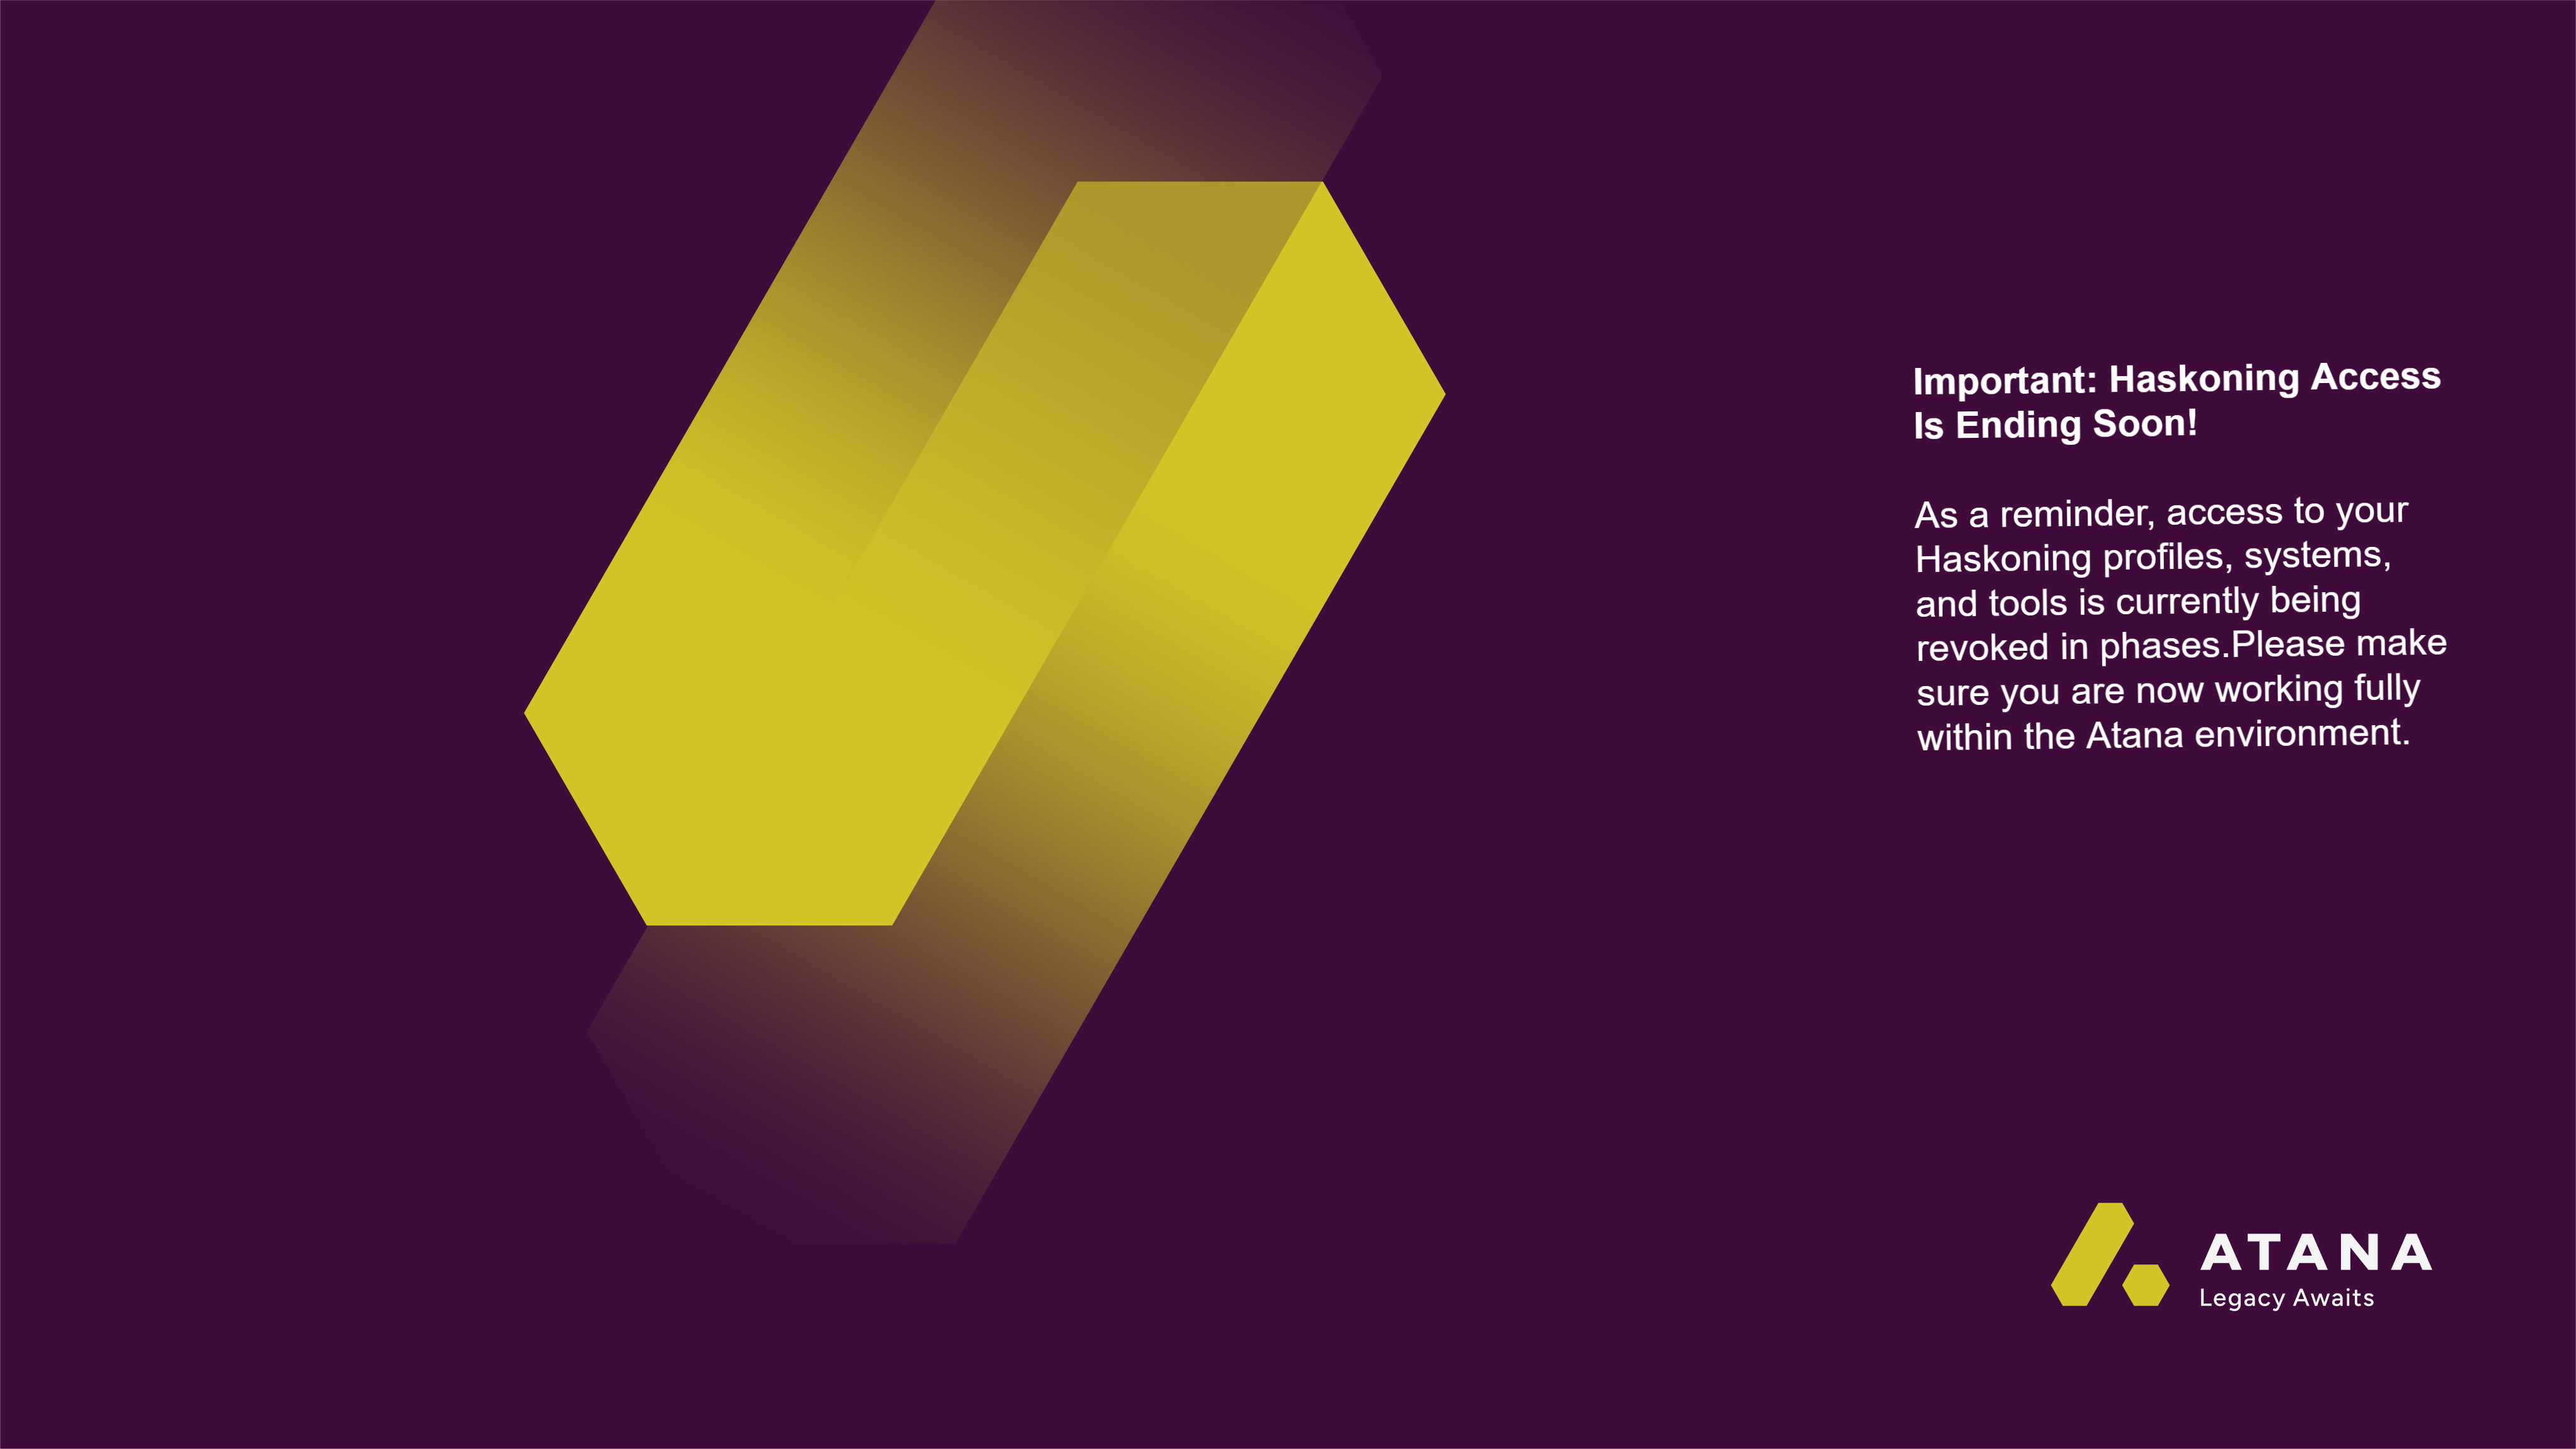 Important: Haskoning Access
Is Ending Soon!
As a reminder, access to your
Haskoning profiles, systems,
and tools is currently being
revoked in phases.Please make
sure you are now working fully
within the Atana environment.
ATANA
Legacy Awaits